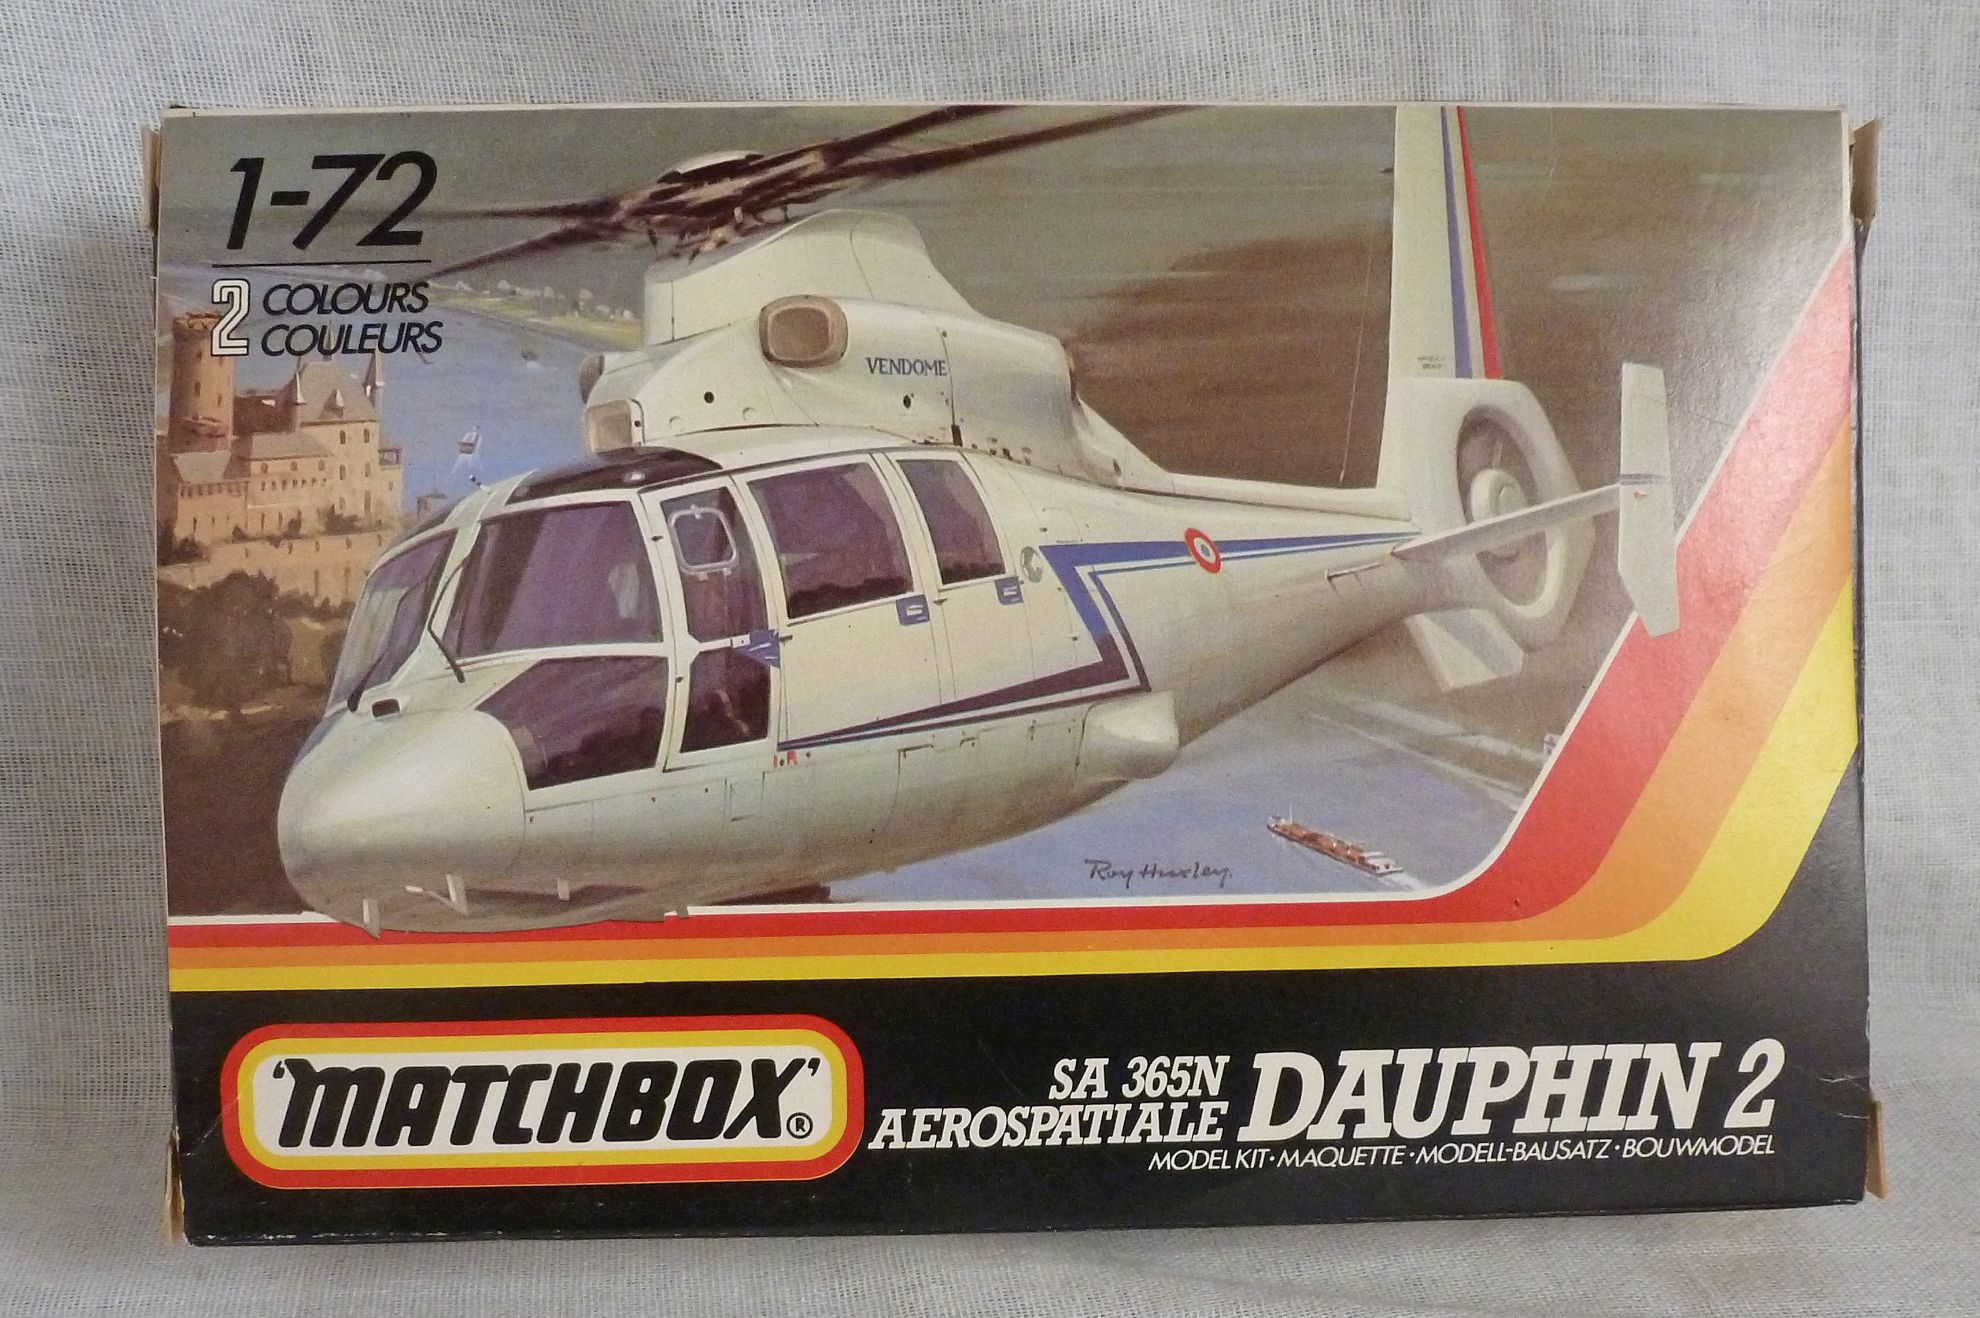 1-72
2 COLOURS
COULEURS
VENDOME
Roy Huxley.
'MATCHBOX'®
SA 365N
AEROSPATIALE
DAUPHIN 2
MODEL KIT·MAQUETTE·MODELL-BAUSATZ·BOUWMODEL